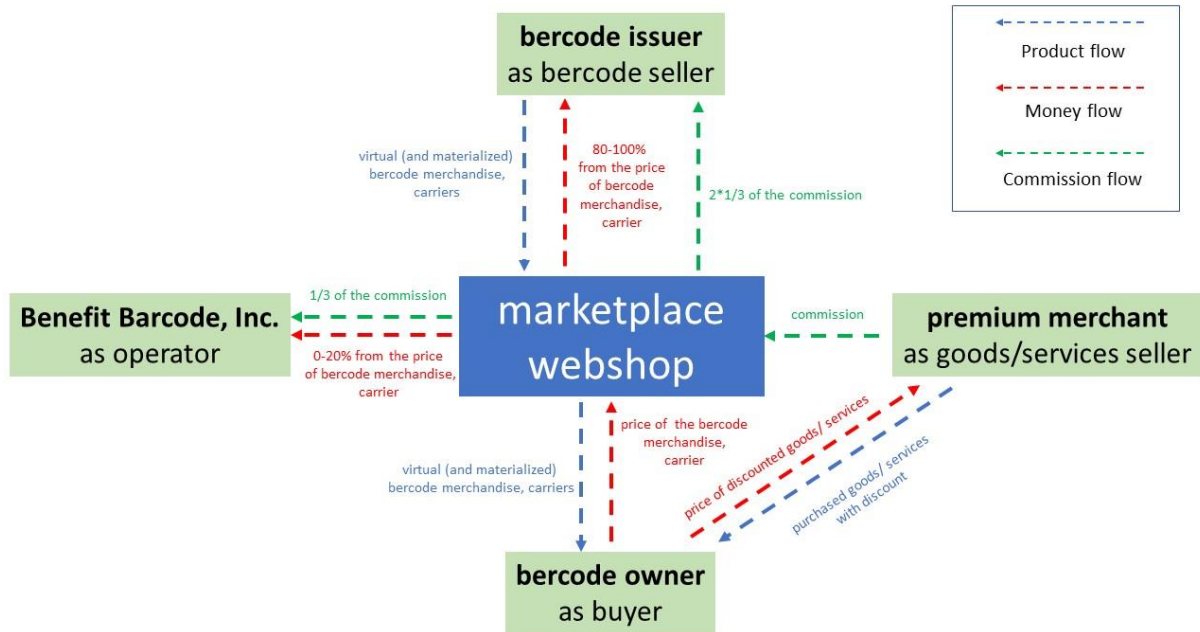 bercode issuer
as bercode seller
Product flow
Money flow
Commission flow
virtual (and materialized)
bercode merchandise,
carriers
80-100%
from the price
of bercode
merchandise,
carrier
2*1/3 of the commission
Benefit Barcode, Inc.
as operator
1/3 of the commission
0-20% from the price
of bercode merchandise,
carrier
marketplace
webshop
commission
premium merchant
as goods/services seller
virtual (and materialized)
bercode merchandise, carriers
price of the bercode
merchandise,
carrier
price of discounted goods/ services
purchased goods/ services
with discount
bercode owner
as buyer